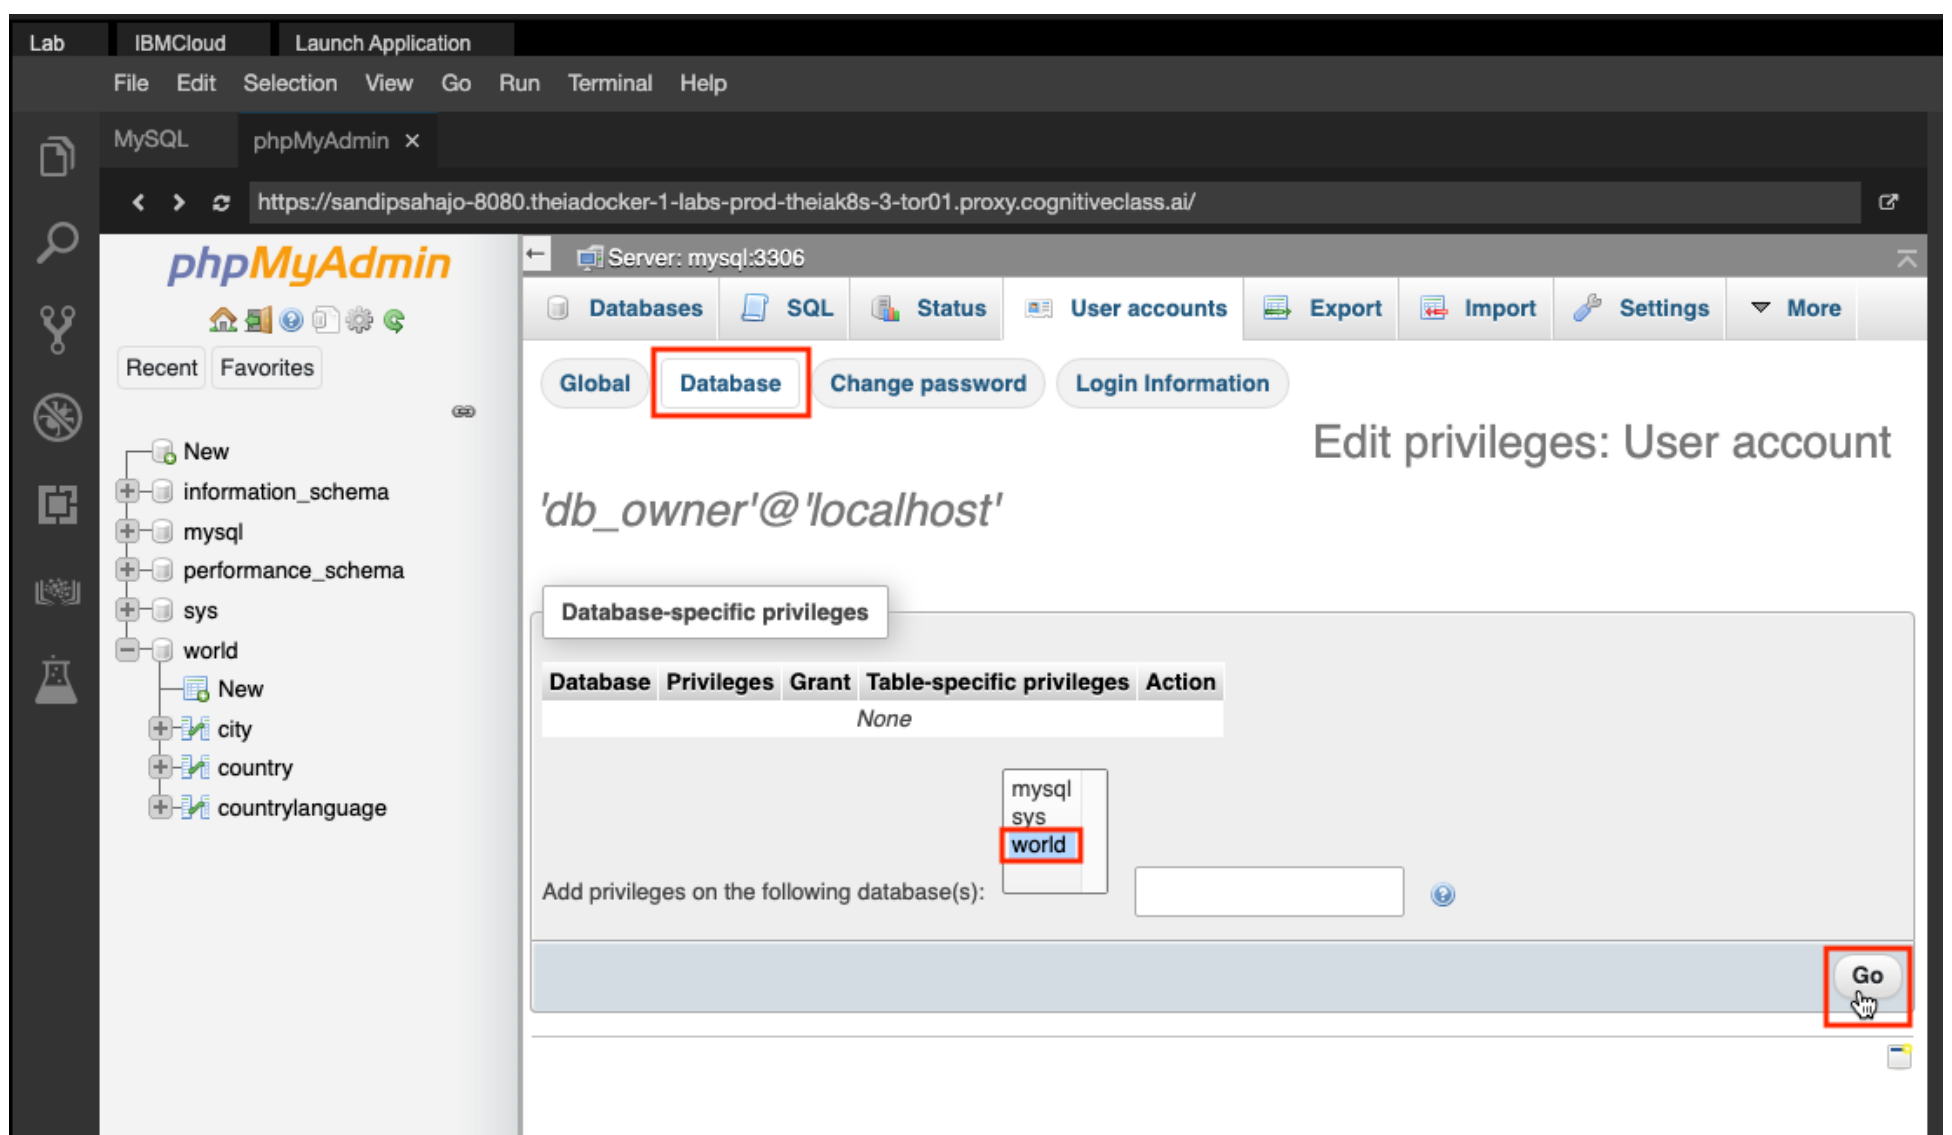 Lab IBMCloud Launch Application
File Edit Selection View Go Run Terminal Help
MySQL phpMyAdmin ×
https://sandipsahajo-8080.theiadocker-1-labs-prod-theiak8s-3-tor01.proxy.cognitiveclass.ai/
phpMyAdmin
Recent Favorites
New
information_schema
mysql
performance_schema
sys
world
New
city
country
countrylanguage
Server: mysql:3306
Databases SQL Status User accounts Export Import Settings More
Global Database Change password Login Information
Edit privileges: User account
'db_owner'@'localhost'
Database-specific privileges
Database Privileges Grant Table-specific privileges Action
None
mysql
sys
world
Add privileges on the following database(s):
Go